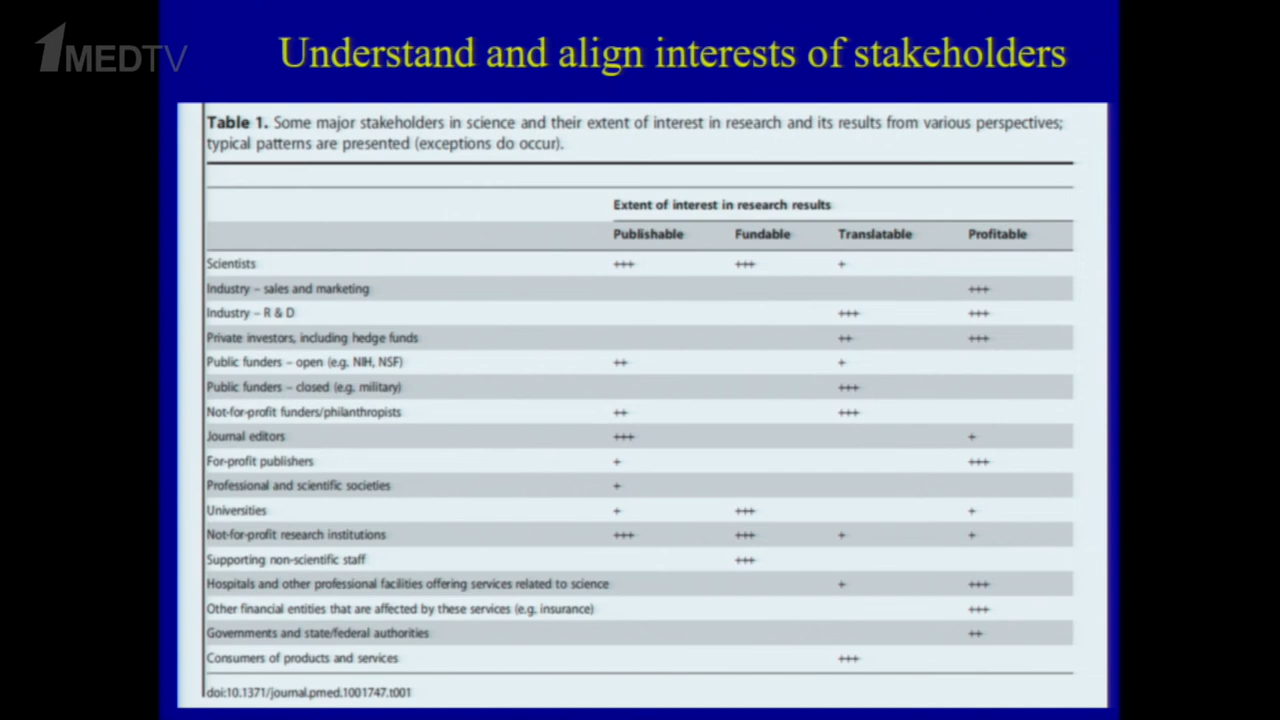 1MEDTV
Understand and align interests of stakeholders
Table 1. Some major stakeholders in science and their extent of interest in research and its results from various perspectives;
typical patterns are presented (exceptions do occur).
Extent of interest in research results
Publishable Fundable Translatable Profitable
Scientists +++ +++ +
Industry – sales and marketing +++
Industry – R & D +++ +++
Private investors, including hedge funds ++ +++
Public funders – open (e.g. NIH, NSF) ++ +
Public funders – closed (e.g. military) +++
Not-for-profit funders/philanthropists ++ +++
Journal editors +++ +
For-profit publishers + +++
Professional and scientific societies +
Universities + +++ +
Not-for-profit research institutions +++ +++ + +
Supporting non-scientific staff +++
Hospitals and other professional facilities offering services related to science + +++
Other financial entities that are affected by these services (e.g. insurance) +++
Governments and state/federal authorities ++
Consumers of products and services +++
doi:10.1371/journal.pmed.1001747.t001